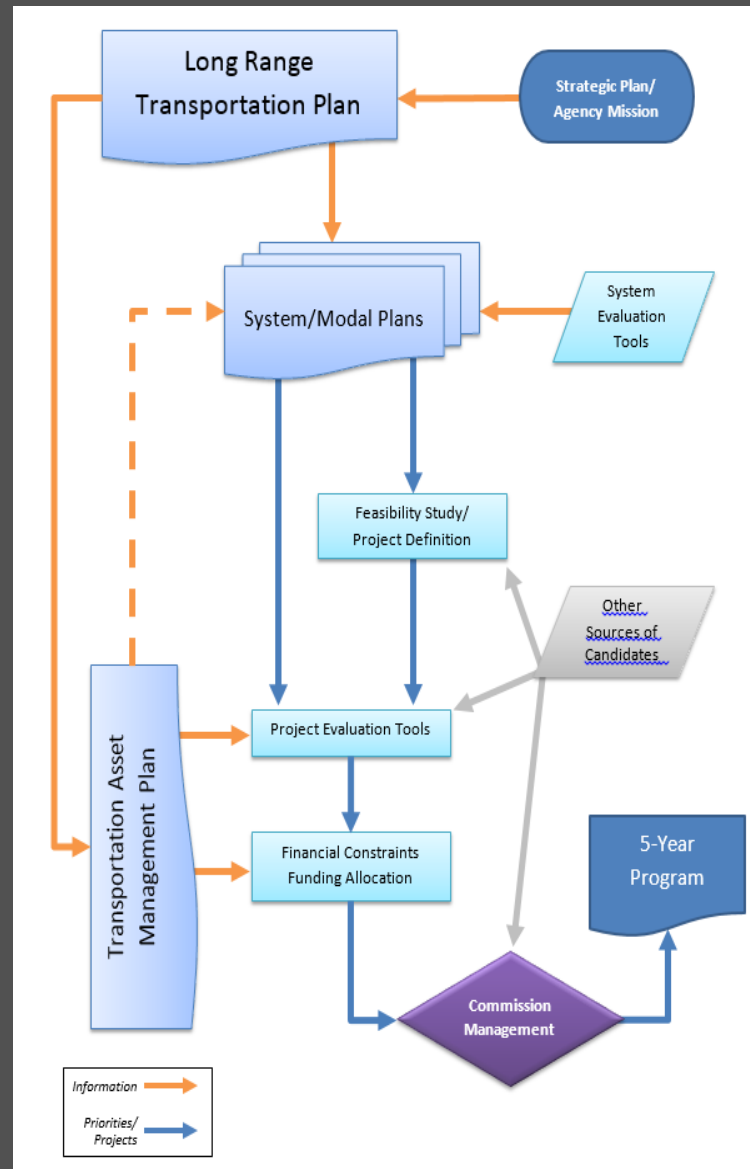 Long Range
Transportation Plan
Strategic Plan/
Agency Mission
System/Modal Plans
System
Evaluation
Tools
Feasibility Study/
Project Definition
Other
Sources of
Candidates
Transportation Asset
Management Plan
Project Evaluation Tools
Financial Constraints
Funding Allocation
5-Year
Program
Commission
Management
Information
Priorities/
Projects